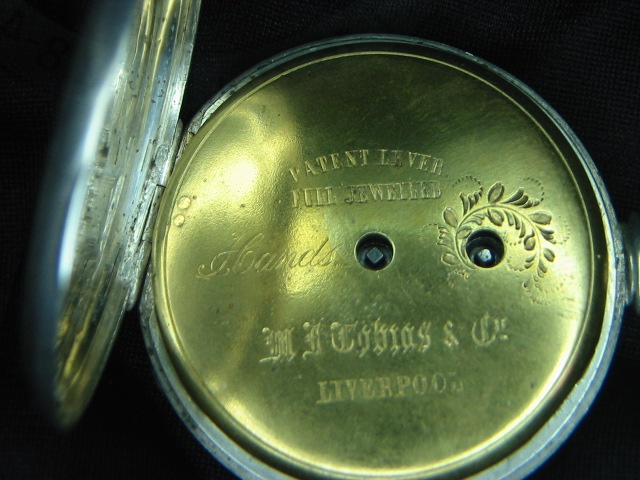 PATENT LEVER
FULL JEWELLED
Hands
M J Tobias & Co
LIVERPOOL